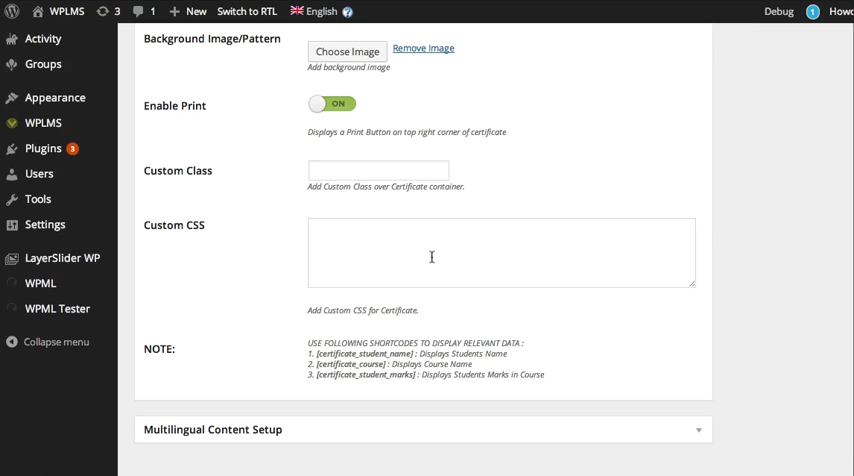 WPLMS 3 1 New Switch to RTL English Debug 1 Howd
Activity
Groups
Appearance
WPLMS
Plugins 3
Users
Tools
Settings
LayerSlider WP
WPML
WPML Tester
Collapse menu
Background Image/Pattern
Choose Image Remove Image
Add background image
Enable Print
ON
Displays a Print Button on top right corner of certificate
Custom Class
Add Custom Class over Certificate container.
Custom CSS
Add Custom CSS for Certificate.
NOTE:
USE FOLLOWING SHORTCODES TO DISPLAY RELEVANT DATA :
1. [certificate_student_name] : Displays Students Name
2. [certificate_course] : Displays Course Name
3. [certificate_student_marks] : Displays Students Marks in Course
Multilingual Content Setup